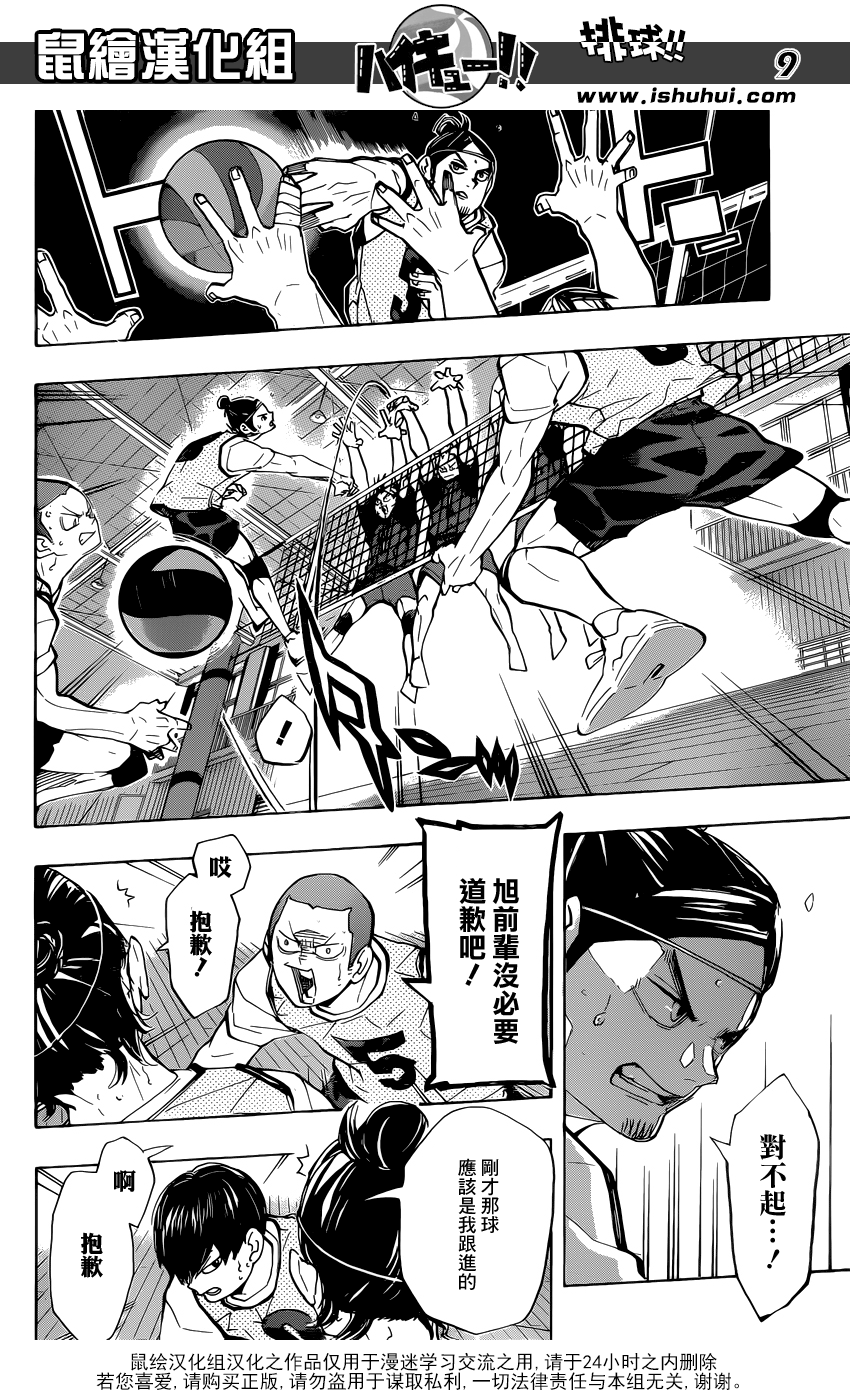 鼠繪漢化組
ハイキュー!!
排球!!
9
www.ishuhui.com
!
對不起…!
旭前輩沒必要
道歉吧!
哎
抱歉!
剛才那球
應該是我跟進的
啊
抱歉
5
鼠绘汉化组汉化之作品仅用于漫迷学习交流之用, 请于24小时之内删除
若您喜爱, 请购买正版, 请勿盗用于谋取私利, 一切法律责任与本组无关, 谢谢。